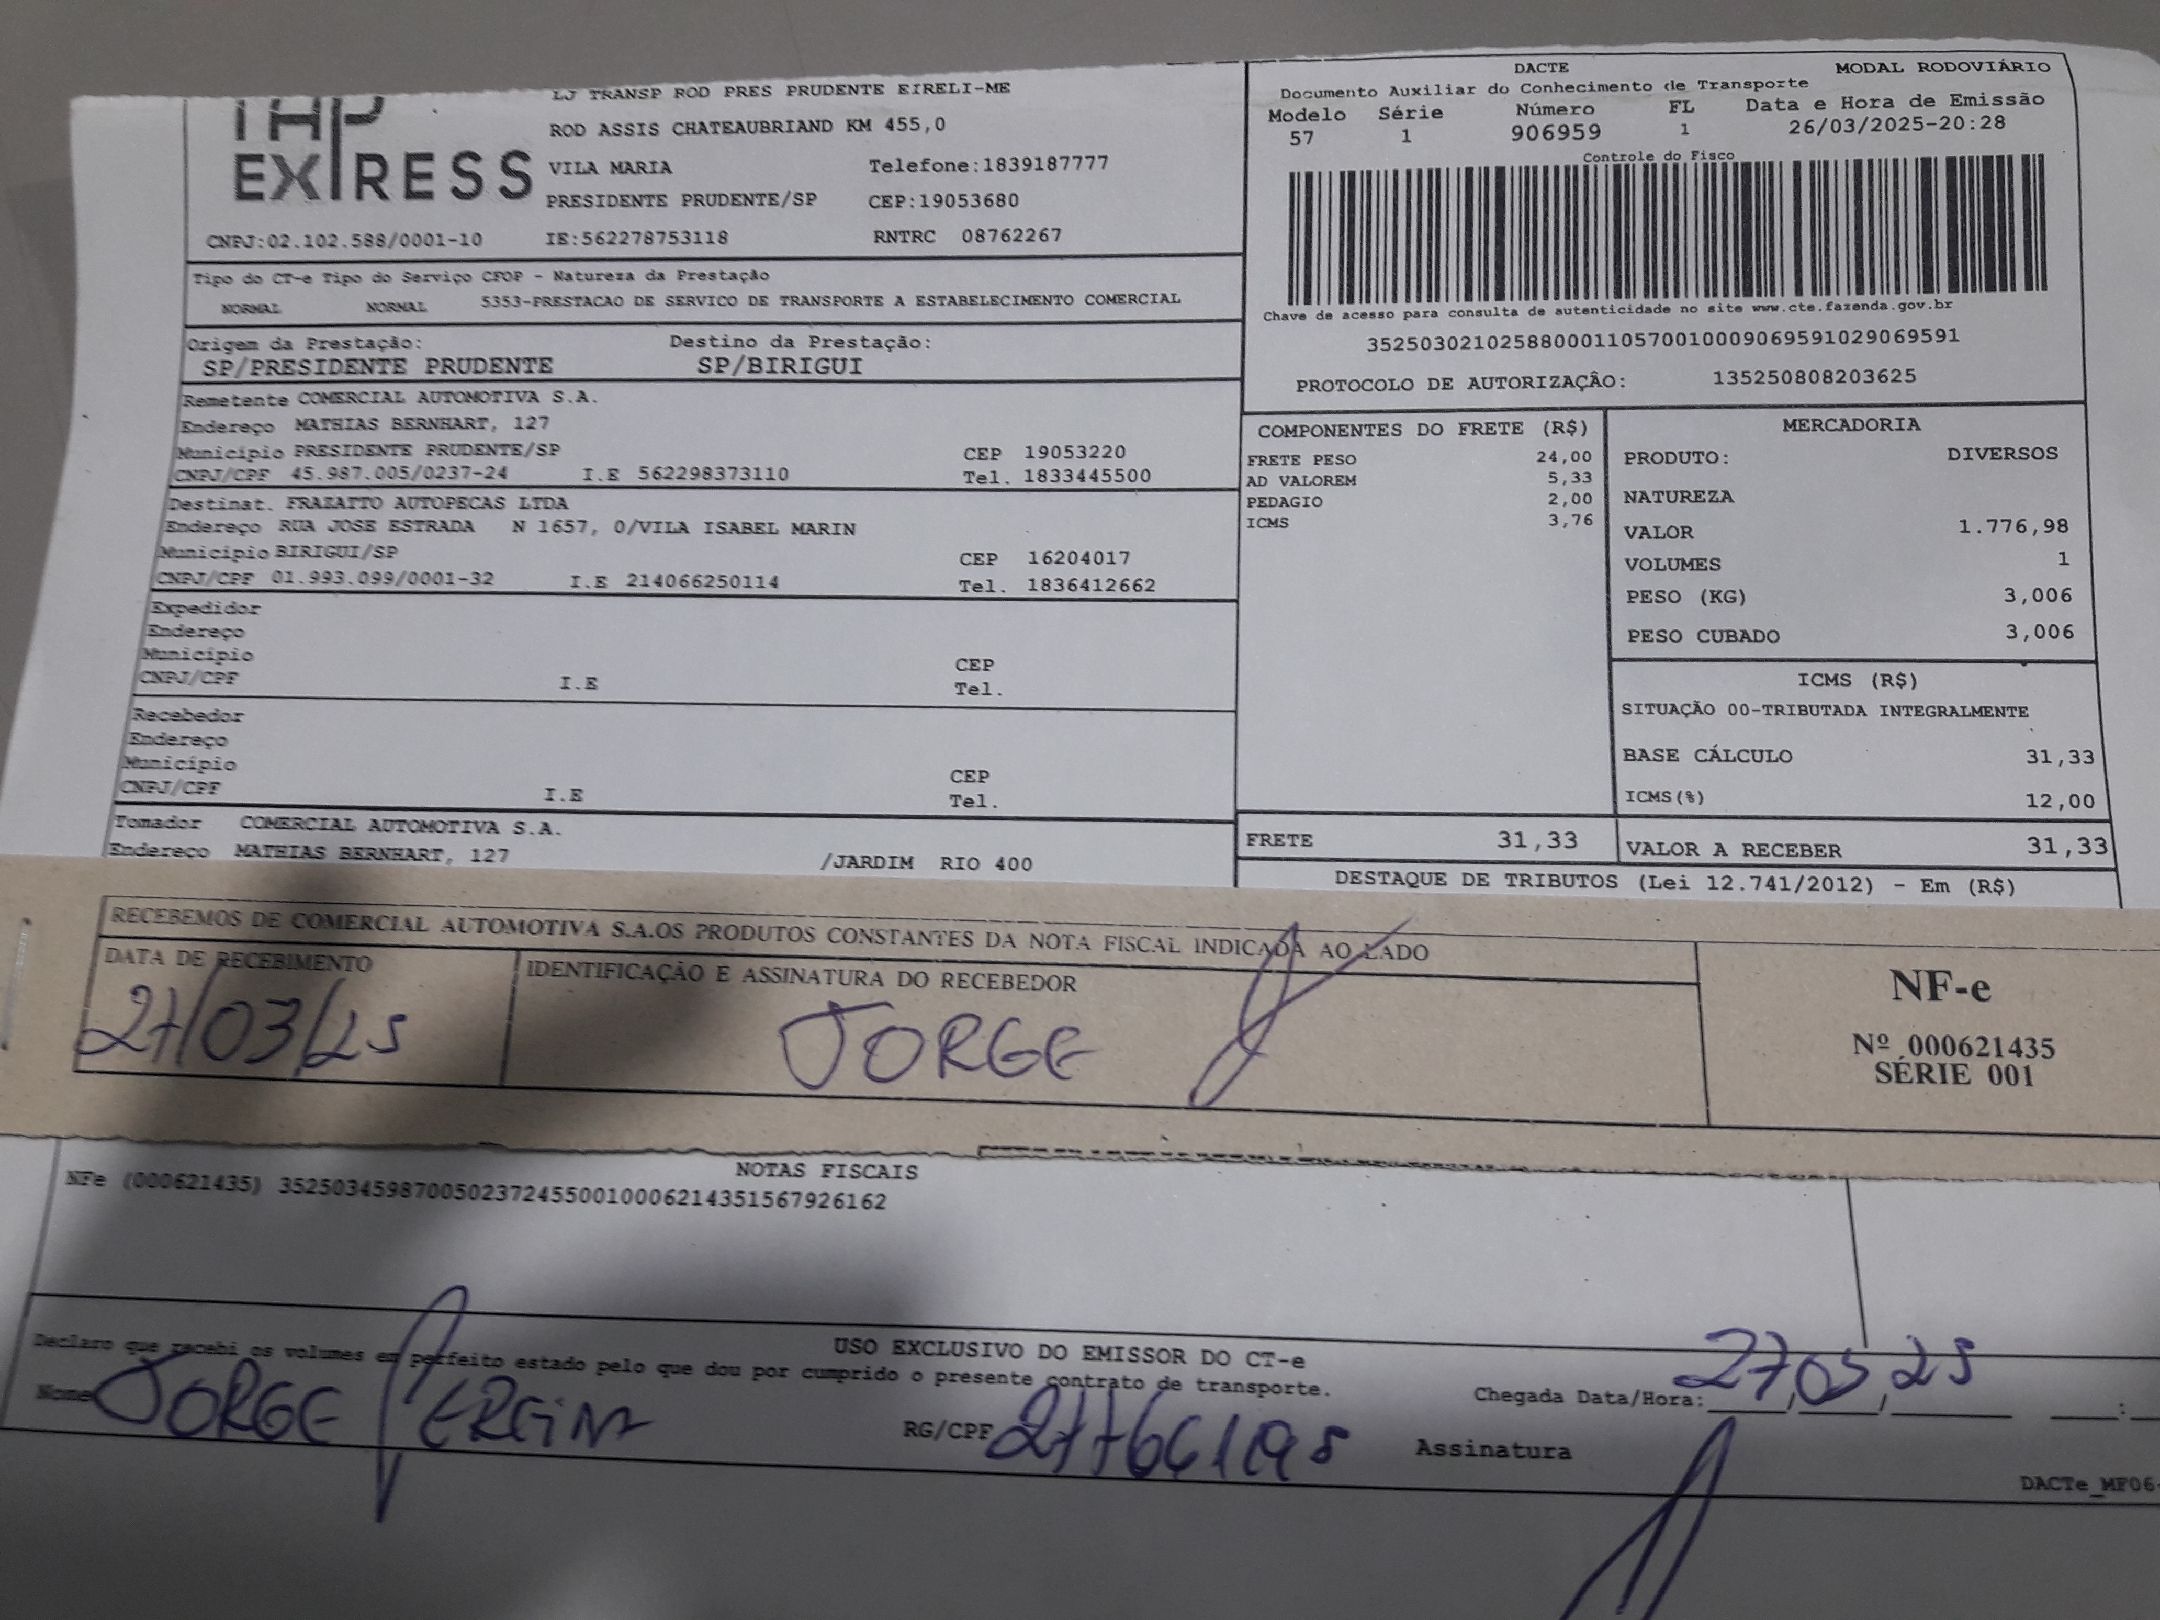 EXPRESS
LJ TRANSP ROD PRES PRUDENTE EIRELI-ME
ROD ASSIS CHATEAUBRIAND KM 455,0
VILA MARIA Telefone:1839187777
PRESIDENTE PRUDENTE/SP CEP:19053680
CNPJ:02.102.588/0001-10 IE:562278753118 RNTRC 08762267
Tipo do CT-e Tipo do Serviço CFOP - Natureza da Prestação
NORMAL NORMAL 5353-PRESTACAO DE SERVICO DE TRANSPORTE A ESTABELECIMENTO COMERCIAL
Origem da Prestação: Destino da Prestação:
SP/PRESIDENTE PRUDENTE SP/BIRIGUI
Remetente COMERCIAL AUTOMOTIVA S.A.
Endereço MATHIAS BERNHART, 127
Município PRESIDENTE PRUDENTE/SP CEP 19053220
CNPJ/CPF 45.987.005/0237-24 I.E 562298373110 Tel. 1833445500
Destinat. FRAZATTO AUTOPECAS LTDA
Endereço RUA JOSE ESTRADA N 1657, 0/VILA ISABEL MARIN
Município BIRIGUI/SP CEP 16204017
CNPJ/CPF 01.993.099/0001-32 I.E 214066250114 Tel. 1836412662
Expedidor
Endereço
Município CEP
CNPJ/CPF I.E Tel.
Recebedor
Endereço
Município CEP
CNPJ/CPF I.E Tel.
Tomador COMERCIAL AUTOMOTIVA S.A.
Endereço MATHIAS BERNHART, 127 /JARDIM RIO 400
DACTE MODAL RODOVIÁRIO
Documento Auxiliar do Conhecimento de Transporte
Modelo Série Número FL Data e Hora de Emissão
57 1 906959 1 26/03/2025-20:28
Controle do Fisco
Chave de acesso para consulta de autenticidade no site www.cte.fazenda.gov.br
35250302102588000110570010009069591029069591
PROTOCOLO DE AUTORIZAÇÃO: 135250808203625
COMPONENTES DO FRETE (R$)
FRETE PESO 24,00
AD VALOREM 5,33
PEDAGIO 2,00
ICMS 3,76
FRETE 31,33
MERCADORIA
PRODUTO: DIVERSOS
NATUREZA
VALOR 1.776,98
VOLUMES 1
PESO (KG) 3,006
PESO CUBADO 3,006
ICMS (R$)
SITUAÇÃO 00-TRIBUTADA INTEGRALMENTE
BASE CÁLCULO 31,33
ICMS(%) 12,00
VALOR A RECEBER 31,33
DESTAQUE DE TRIBUTOS (Lei 12.741/2012) - Em (R$)
RECEBEMOS DE COMERCIAL AUTOMOTIVA S.A.OS PRODUTOS CONSTANTES DA NOTA FISCAL INDICADA AO LADO
DATA DE RECEBIMENTO IDENTIFICAÇÃO E ASSINATURA DO RECEBEDOR
27/03/25 JORGE
NF-e
Nº 000621435
SÉRIE 001
NOTAS FISCAIS
NFe (000621435) 35250345987005023724550010006214351567926162
USO EXCLUSIVO DO EMISSOR DO CT-e
Declaro que recebi os volumes em perfeito estado pelo que dou por cumprido o presente contrato de transporte.
Nome JORGE RG/CPF Chegada Data/Hora: 27/03/25 :
Assinatura
DACTe_MF06